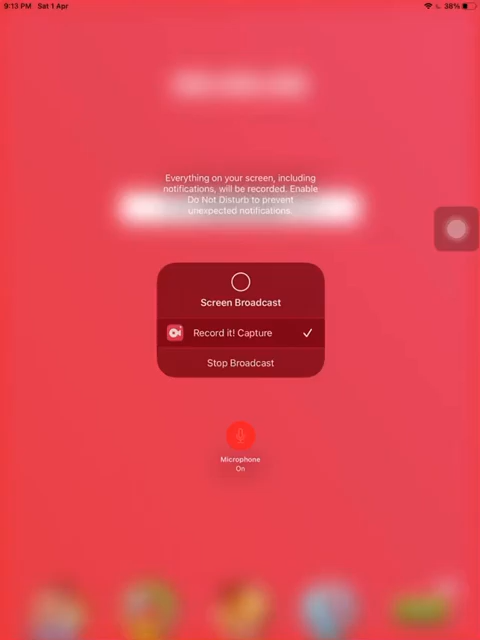 9:13 PM Sat 1 Apr 38%
Everything on your screen, including
notifications, will be recorded. Enable
Do Not Disturb to prevent
unexpected notifications.
Screen Broadcast
Record it! Capture
Stop Broadcast
Microphone
On